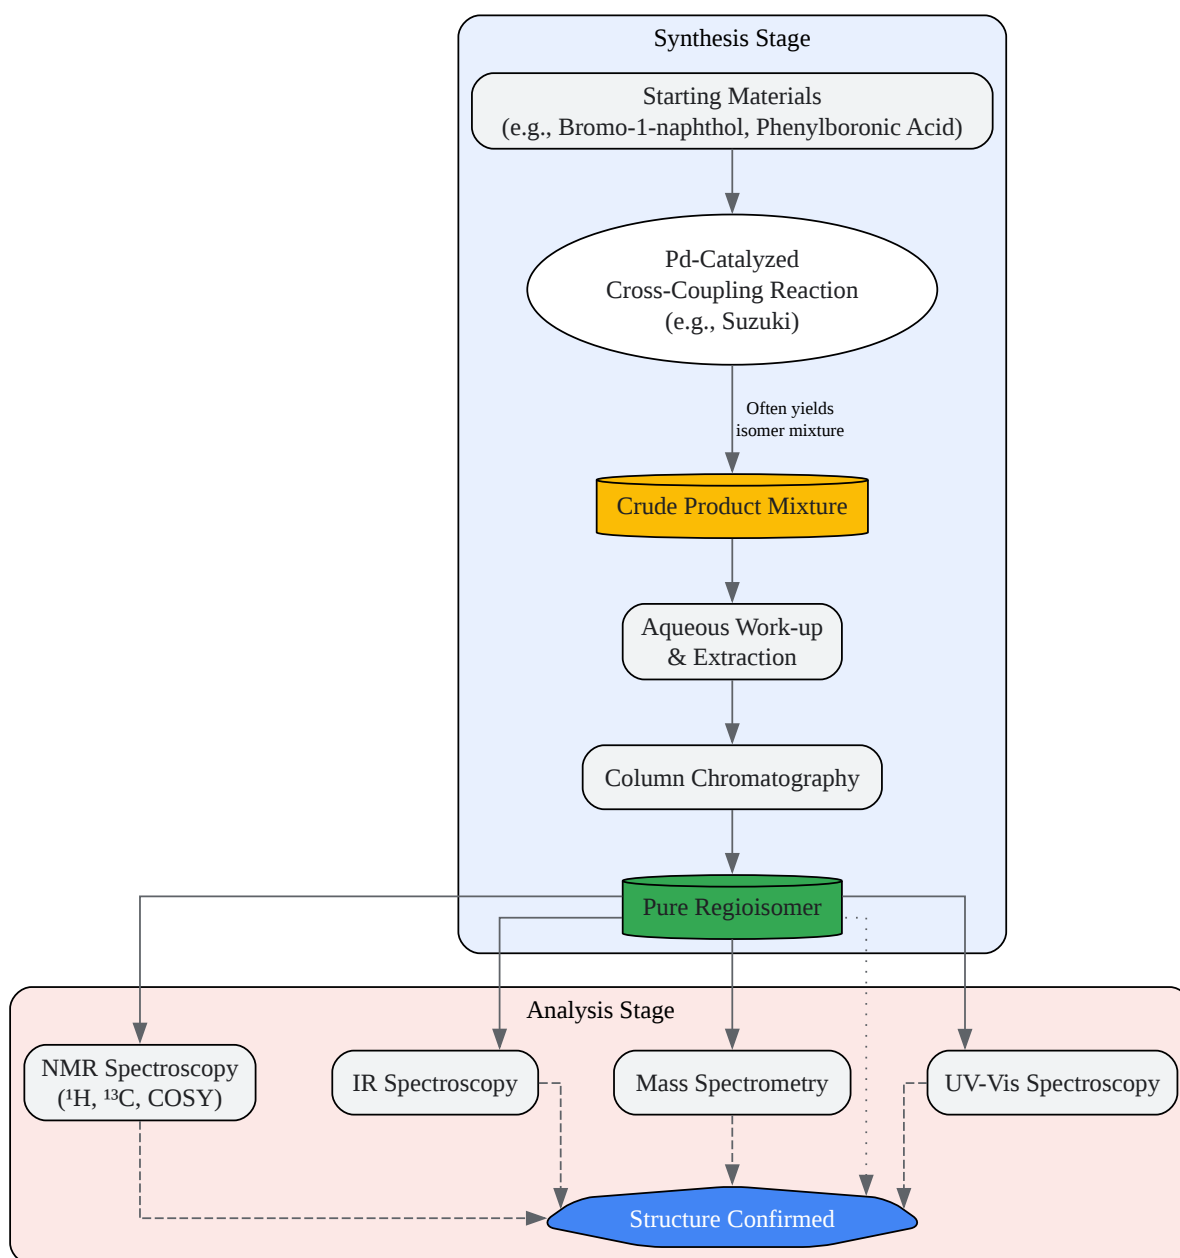 Synthesis Stage
Starting Materials
(e.g., Bromo-1-naphthol, Phenylboronic Acid)
Pd-Catalyzed
Cross-Coupling Reaction
(e.g., Suzuki)
Often yields
isomer mixture
Crude Product Mixture
Aqueous Work-up
& Extraction
Column Chromatography
Pure Regioisomer
Analysis Stage
NMR Spectroscopy
(¹H, ¹³C, COSY)
IR Spectroscopy
Mass Spectrometry
UV-Vis Spectroscopy
Structure Confirmed